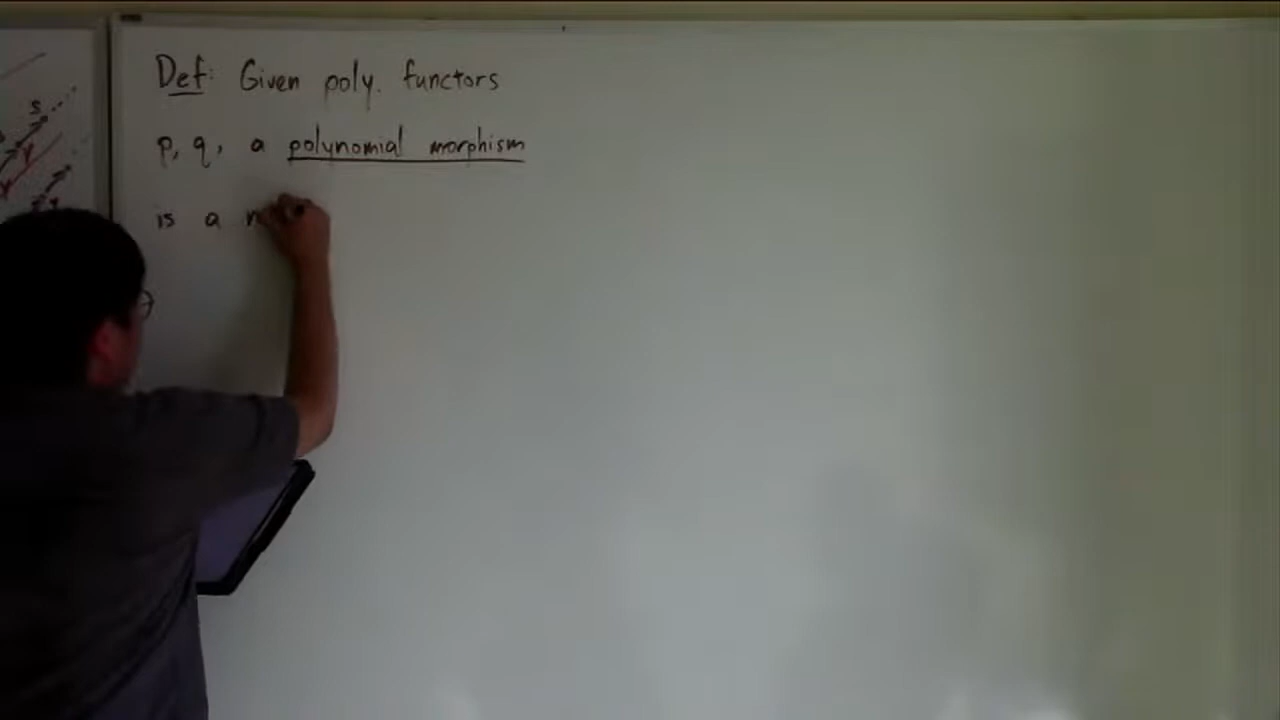 Def: Given poly. functors
p, q, a polynomial morphism
is a